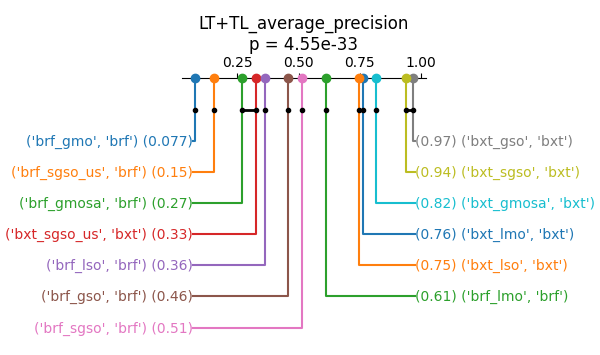 LT+TL_average_precision
p = 4.55e-33
0.25 0.50 0.75 1.00
('brf_gmo', 'brf') (0.077) (0.97) ('bxt_gso', 'bxt')
('brf_sgso_us', 'brf') (0.15) (0.94) ('bxt_sgso', 'bxt')
('brf_gmosa', 'brf') (0.27) (0.82) ('bxt_gmosa', 'bxt')
('bxt_sgso_us', 'bxt') (0.33) (0.76) ('bxt_lmo', 'bxt')
('brf_lso', 'brf') (0.36) (0.75) ('bxt_lso', 'bxt')
('brf_gso', 'brf') (0.46) (0.61) ('brf_lmo', 'brf')
('brf_sgso', 'brf') (0.51)